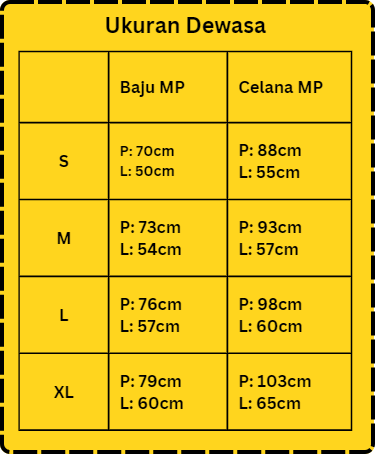 Ukuran Dewasa
Baju MP Celana MP
S
P: 70cm
L: 50cm
P: 88cm
L: 55cm
M
P: 73cm
L: 54cm
P: 93cm
L: 57cm
L
P: 76cm
L: 57cm
P: 98cm
L: 60cm
XL
P: 79cm
L: 60cm
P: 103cm
L: 65cm